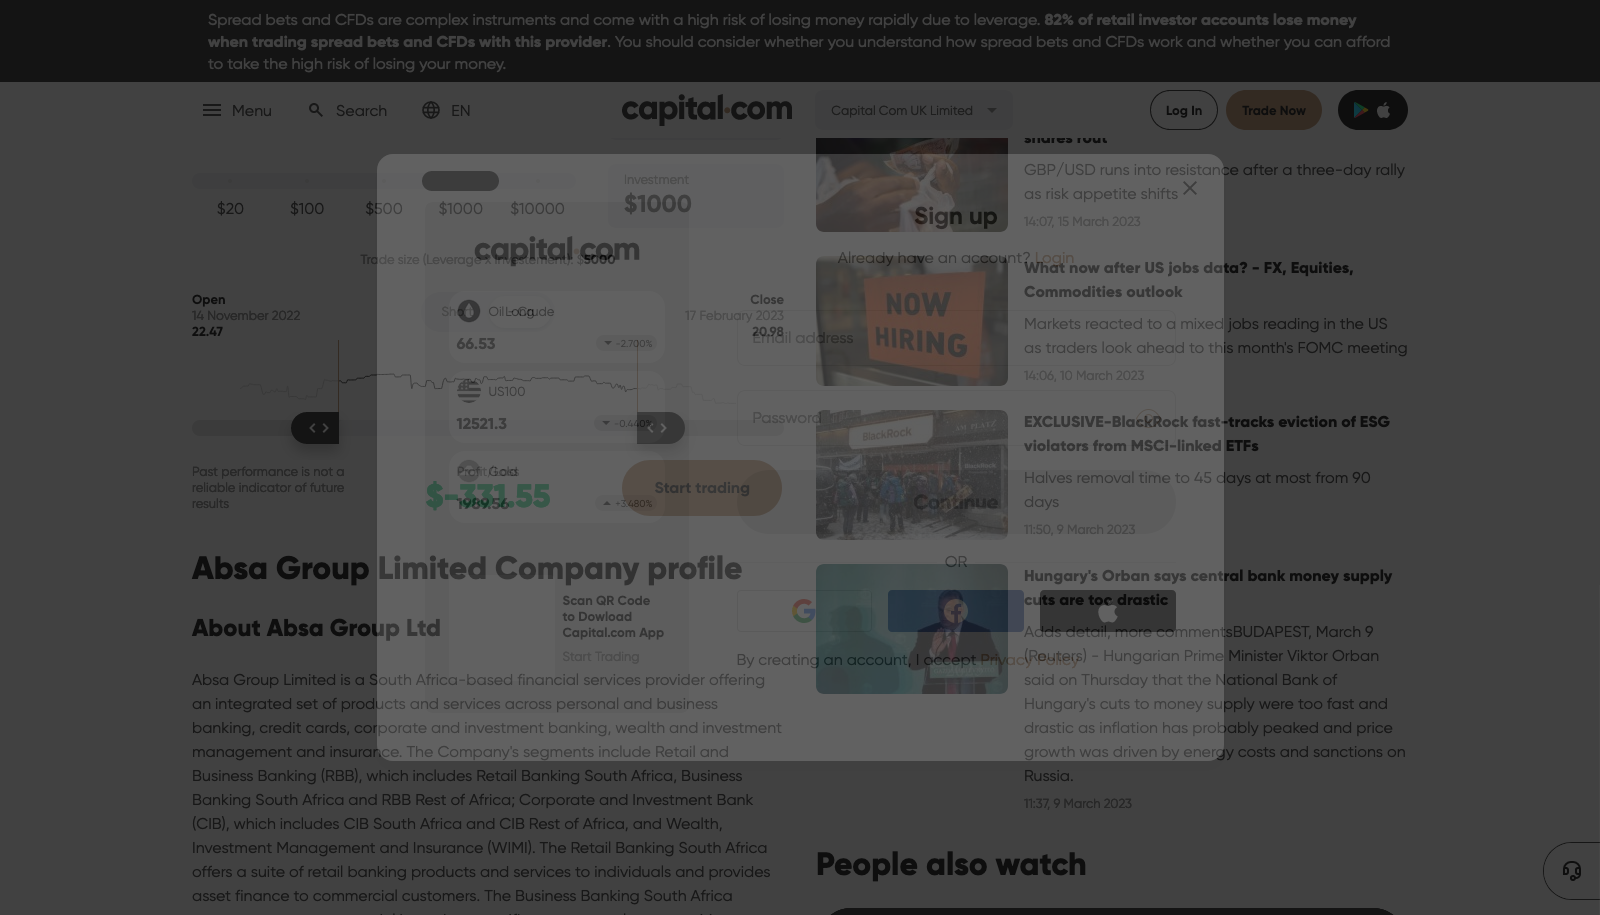 Spread bets and CFDs are complex instruments and come with a high risk of losing money rapidly due to leverage. 82% of retail investor accounts lose money
when trading spread bets and CFDs with this provider. You should consider whether you understand how spread bets and CFDs work and whether you can afford
to take the high risk of losing your money.
Menu
Search
EN
capital.com
Capital Com UK Limited
Log In
Trade Now
$20
$100
$500
$1000
$10000
Investment
$1000
Trade size (Leverage x Investement): $5000
Open
14 November 2022
22.47
Short
Long
Close
17 February 2023
20.98
Past performance is not a
reliable indicator of future
results
$-331.55
Start trading
Absa Group Limited Company profile
About Absa Group Ltd
Absa Group Limited is a South Africa-based financial services provider offering
an integrated set of products and services across personal and business
banking, credit cards, corporate and investment banking, wealth and investment
management and insurance. The Company's segments include Retail and
Business Banking (RBB), which includes Retail Banking South Africa, Business
Banking South Africa and RBB Rest of Africa; Corporate and Investment Bank
(CIB), which includes CIB South Africa and CIB Rest of Africa, and Wealth,
Investment Management and Insurance (WIMI). The Retail Banking South Africa
offers a suite of retail banking products and services to individuals and provides
asset finance to commercial customers. The Business Banking South Africa
capital.com
Oil - Crude
66.53
-2.700%
US100
12521.3
-0.440%
Gold
1989.56
+3.480%
Scan QR Code
to Dowload
Capital.com App
Start Trading
Sign up
Already have an account? Login
Email address
Password
Continue
OR
By creating an account, I accept Privacy Policy
shares rout
GBP/USD runs into resistance after a three-day rally
as risk appetite shifts
14:07, 15 March 2023
NOW
HIRING
What now after US jobs data? - FX, Equities,
Commodities outlook
Markets reacted to a mixed jobs reading in the US
as traders look ahead to this month's FOMC meeting
14:06, 10 March 2023
BlackRock
EXCLUSIVE-BlackRock fast-tracks eviction of ESG
violators from MSCI-linked ETFs
Halves removal time to 45 days at most from 90
days
11:50, 9 March 2023
Hungary's Orban says central bank money supply
cuts are too drastic
Adds detail, more commentsBUDAPEST, March 9
(Reuters) - Hungarian Prime Minister Viktor Orban
said on Thursday that the National Bank of
Hungary's cuts to money supply were too fast and
drastic as inflation has probably peaked and price
growth was driven by energy costs and sanctions on
Russia.
11:37, 9 March 2023
People also watch